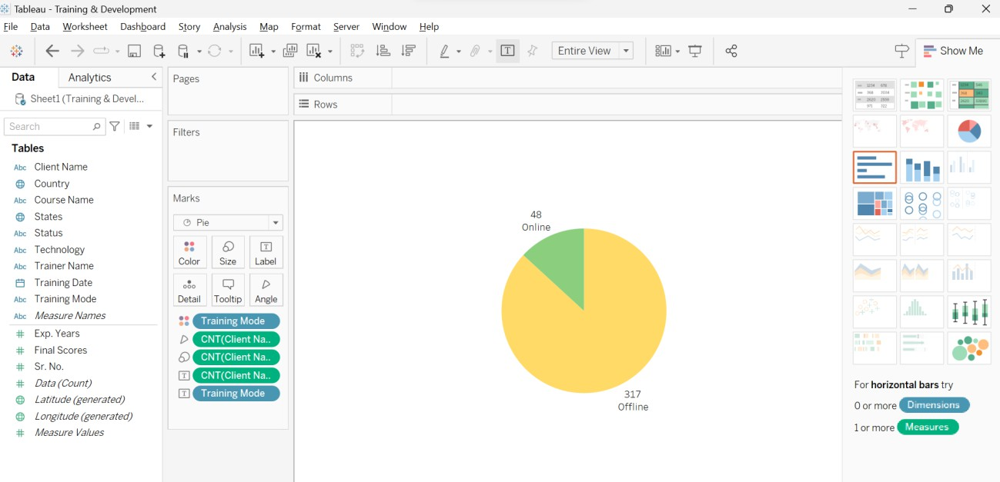 Tableau - Training & Development
File Data Worksheet Dashboard Story Analysis Map Format Server Window Help
Entire View
Show Me
Data Analytics
Sheet1 (Training & Devel...
Search
Tables
Abc Client Name
Country
Abc Course Name
States
Abc Status
Abc Technology
Abc Trainer Name
Training Date
Abc Training Mode
Abc Measure Names
Exp. Years
Final Scores
Sr. No.
Data (Count)
Latitude (generated)
Longitude (generated)
Measure Values
Pages
Filters
Marks
Pie
Color Size Label
Detail Tooltip Angle
Training Mode
CNT(Client Na..
CNT(Client Na..
CNT(Client Na..
Training Mode
Columns
Rows
48
Online
317
Offline
For horizontal bars try
0 or more Dimensions
1 or more Measures